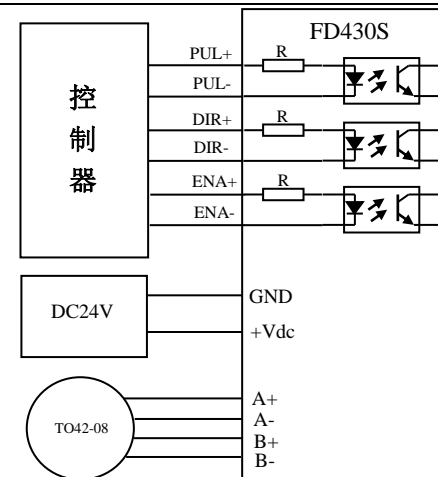 FD430S
控
制
器
PUL+ R
PUL-
DIR+ R
DIR-
ENA+ R
ENA-
DC24V
GND
+Vdc
TO42-08
A+
A-
B+
B-